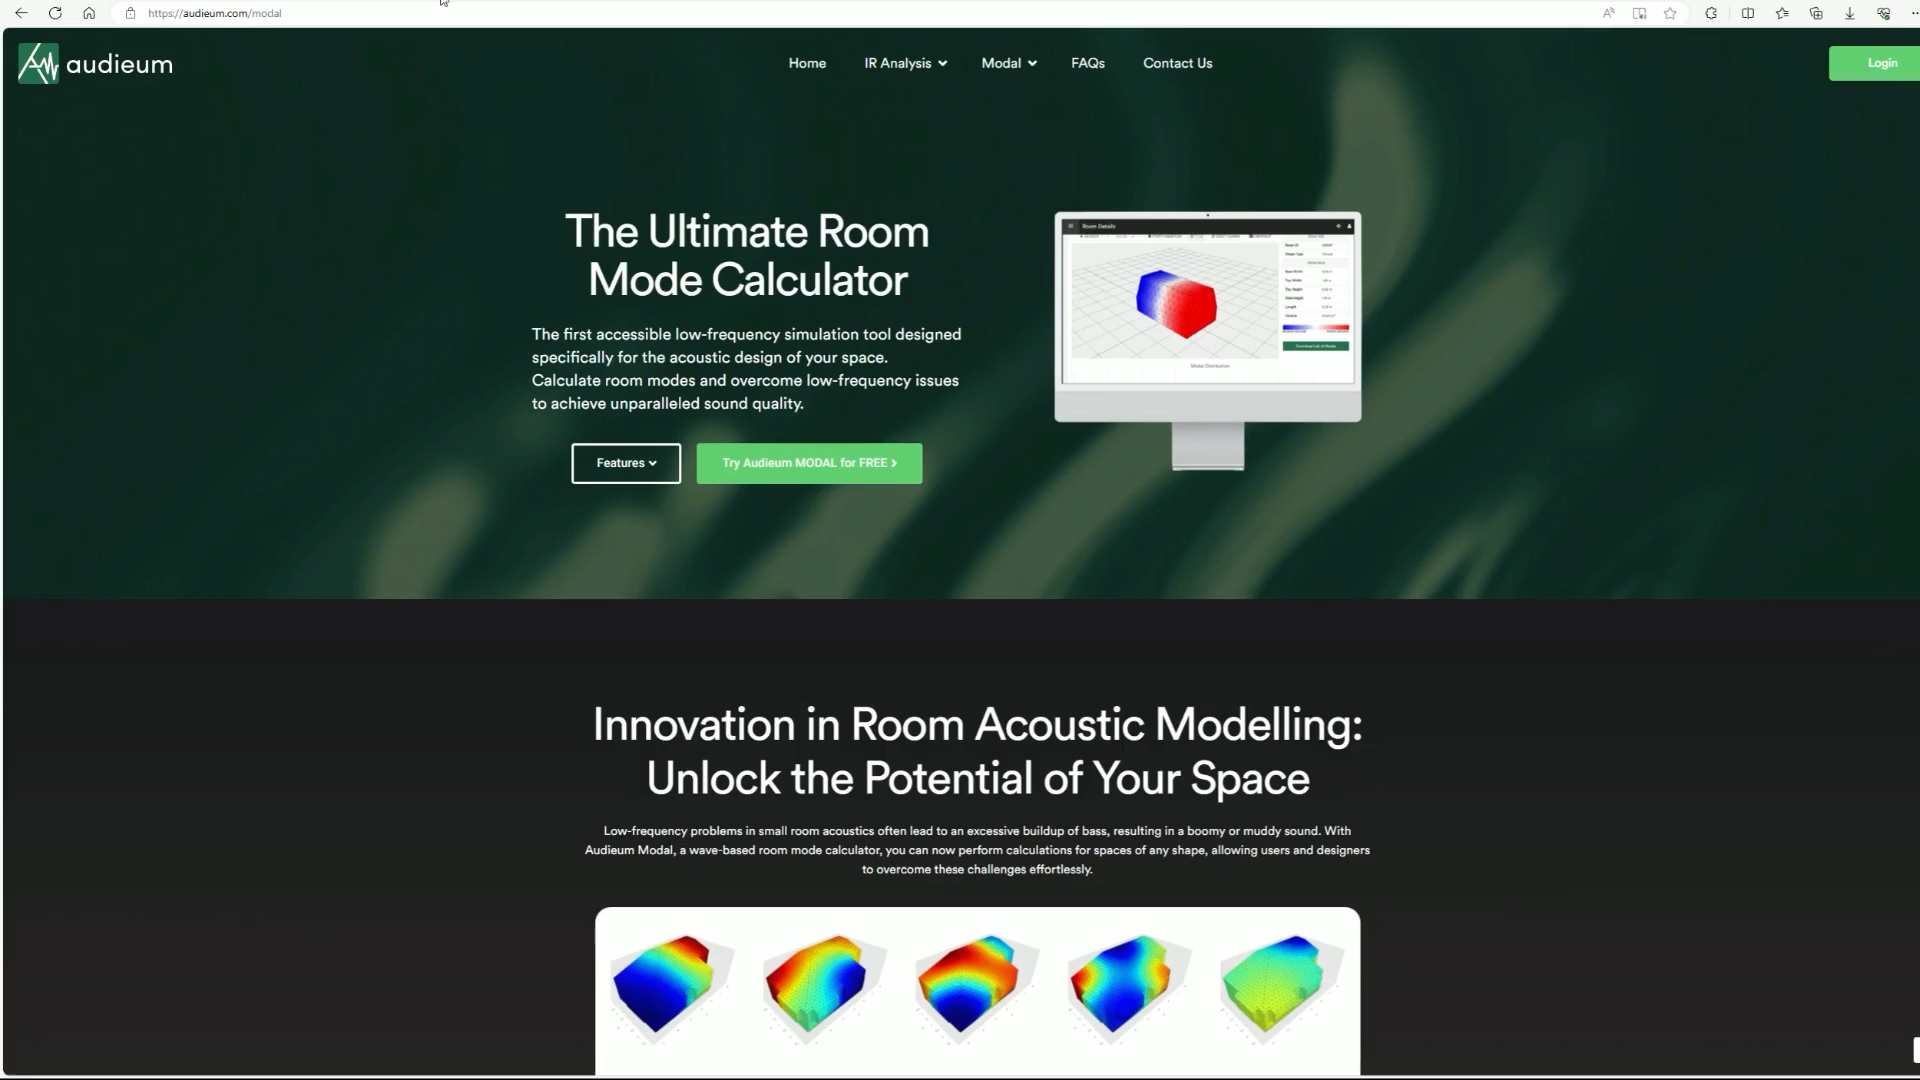 https://audieum.com/modal
audieum
Home
IR Analysis
Modal
FAQs
Contact Us
Login
The Ultimate Room
Mode Calculator
The first accessible low-frequency simulation tool designed
specifically for the acoustic design of your space.
Calculate room modes and overcome low-frequency issues
to achieve unparalleled sound quality.
Features
Try Audieum MODAL for FREE >
Room Details
Modal Distribution
Innovation in Room Acoustic Modelling:
Unlock the Potential of Your Space
Low-frequency problems in small room acoustics often lead to an excessive buildup of bass, resulting in a boomy or muddy sound. With
Audieum Modal, a wave-based room mode calculator, you can now perform calculations for spaces of any shape, allowing users and designers
to overcome these challenges effortlessly.